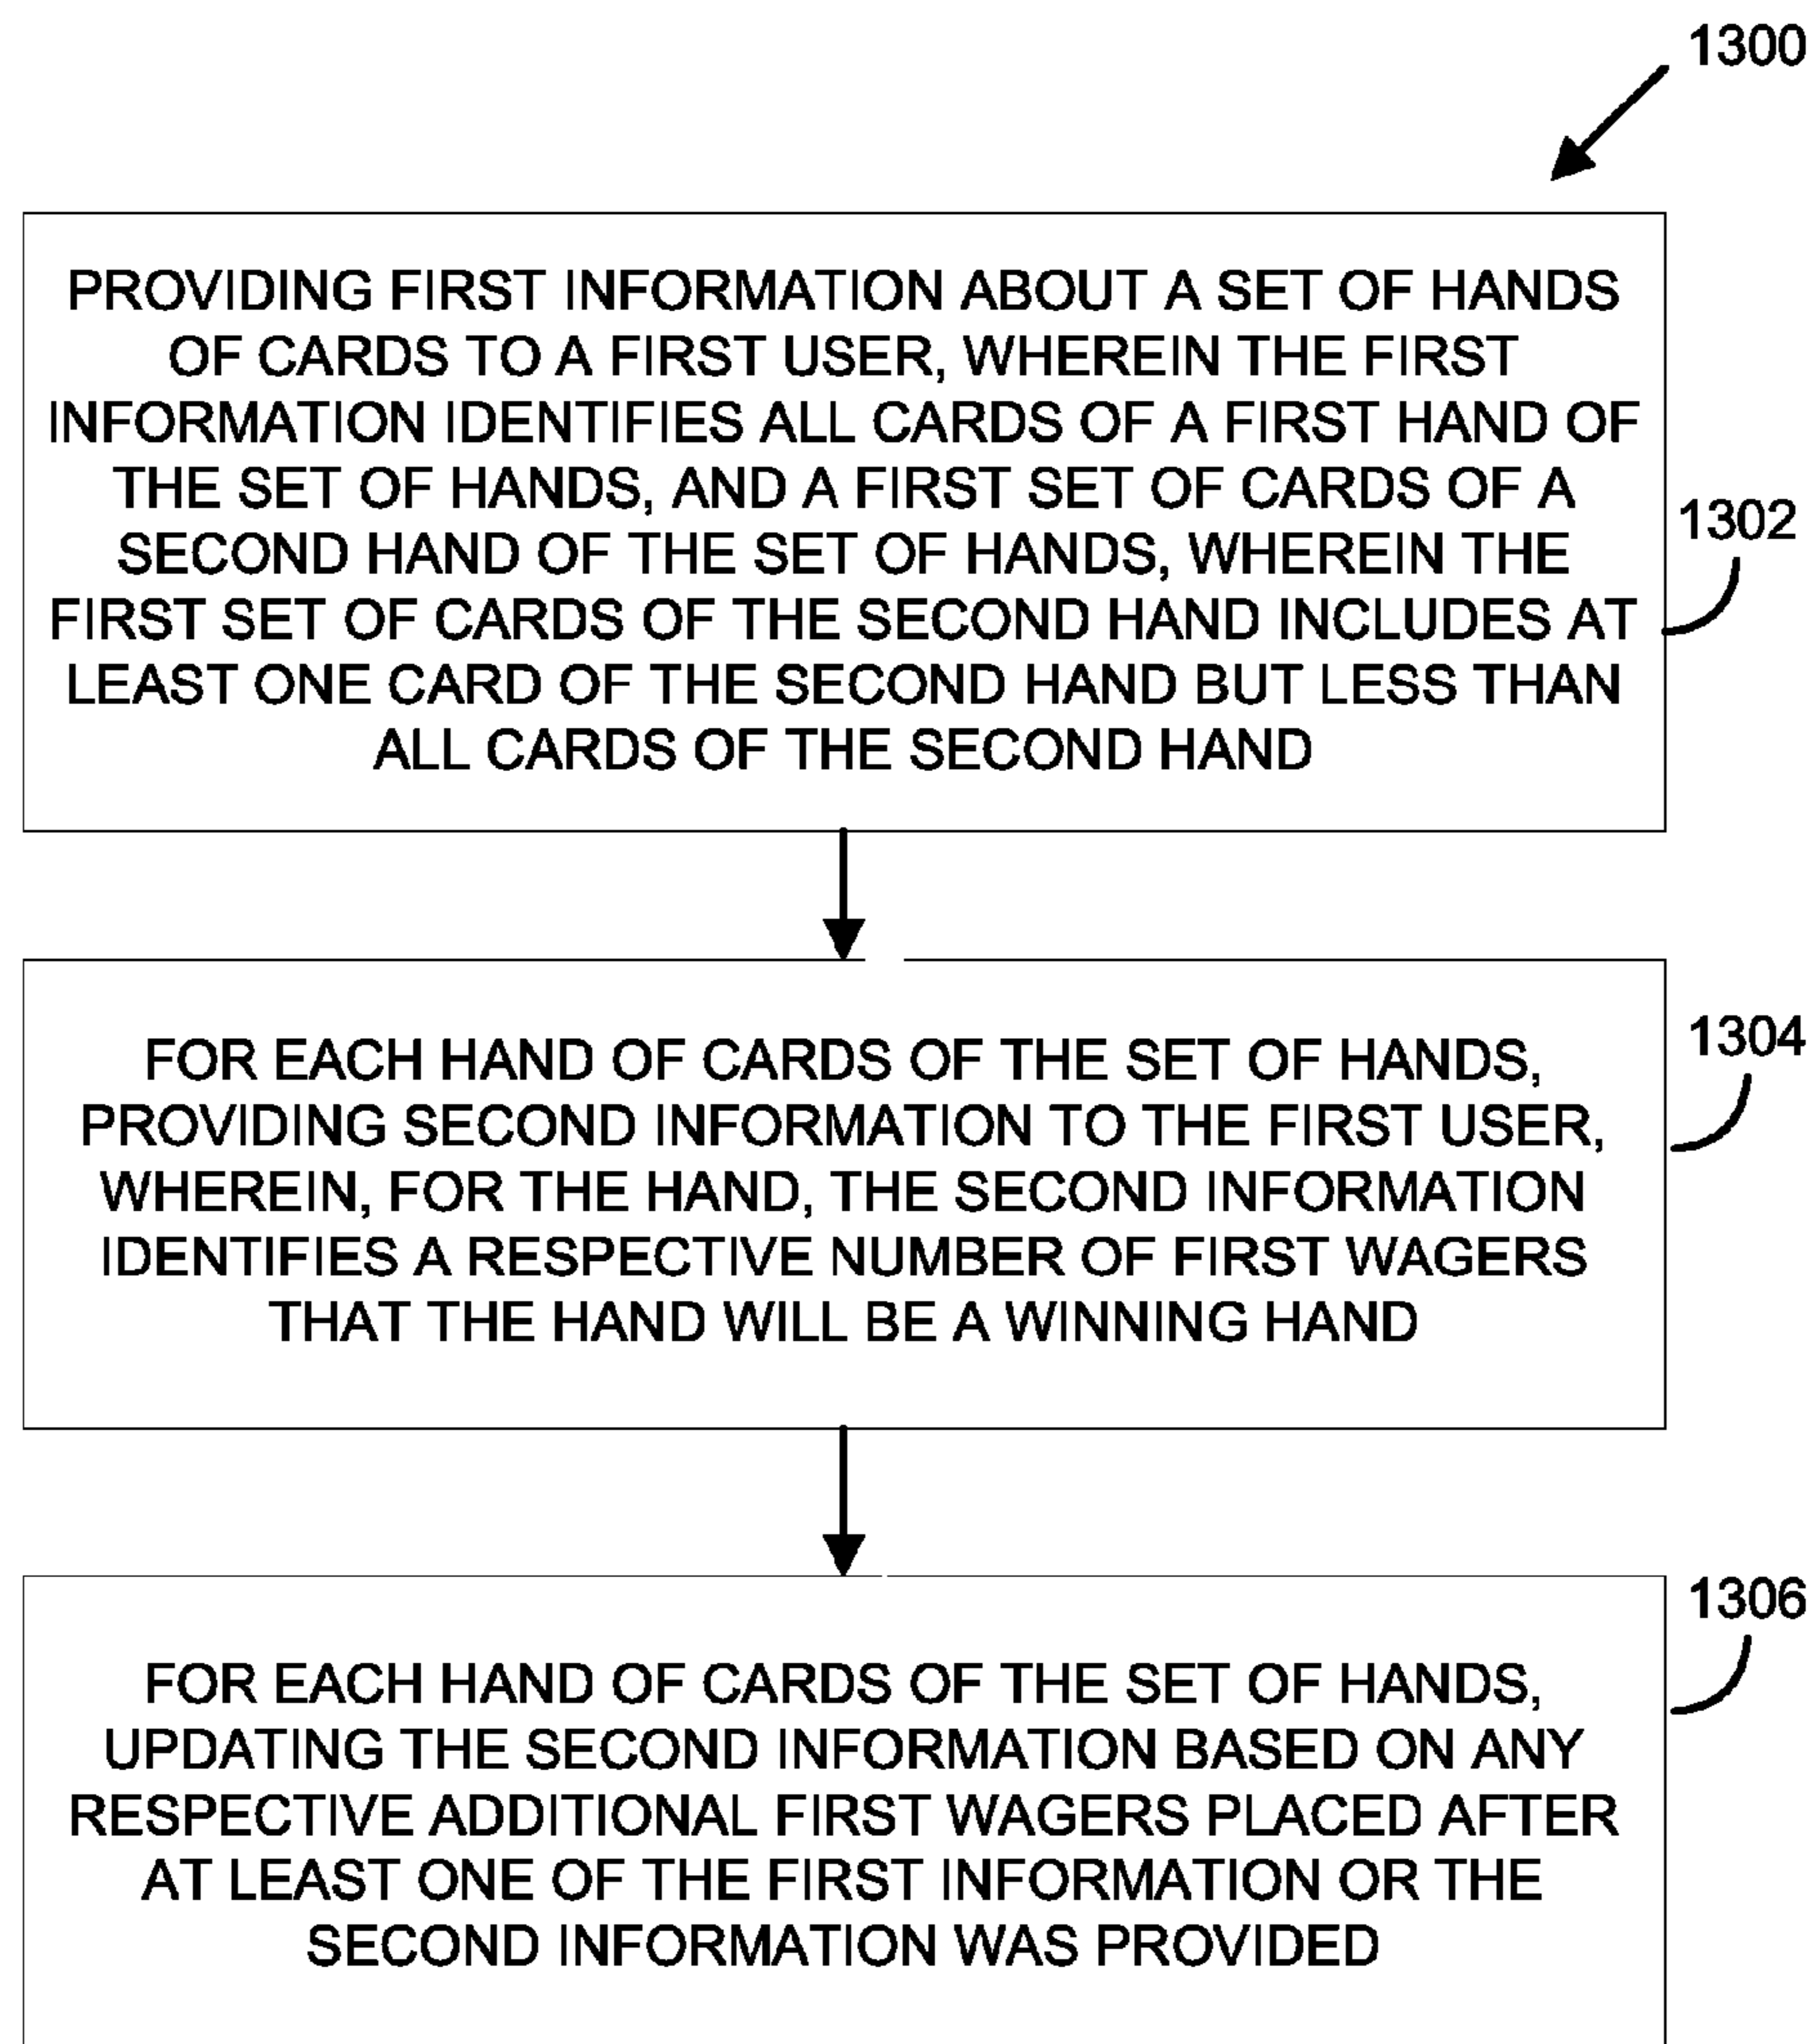 1300
PROVIDING FIRST INFORMATION ABOUT A SET OF HANDS
OF CARDS TO A FIRST USER, WHEREIN THE FIRST
INFORMATION IDENTIFIES ALL CARDS OF A FIRST HAND OF
THE SET OF HANDS, AND A FIRST SET OF CARDS OF A
SECOND HAND OF THE SET OF HANDS, WHEREIN THE
FIRST SET OF CARDS OF THE SECOND HAND INCLUDES AT
LEAST ONE CARD OF THE SECOND HAND BUT LESS THAN
ALL CARDS OF THE SECOND HAND
1302
FOR EACH HAND OF CARDS OF THE SET OF HANDS,
PROVIDING SECOND INFORMATION TO THE FIRST USER,
WHEREIN, FOR THE HAND, THE SECOND INFORMATION
IDENTIFIES A RESPECTIVE NUMBER OF FIRST WAGERS
THAT THE HAND WILL BE A WINNING HAND
1304
FOR EACH HAND OF CARDS OF THE SET OF HANDS,
UPDATING THE SECOND INFORMATION BASED ON ANY
RESPECTIVE ADDITIONAL FIRST WAGERS PLACED AFTER
AT LEAST ONE OF THE FIRST INFORMATION OR THE
SECOND INFORMATION WAS PROVIDED
1306